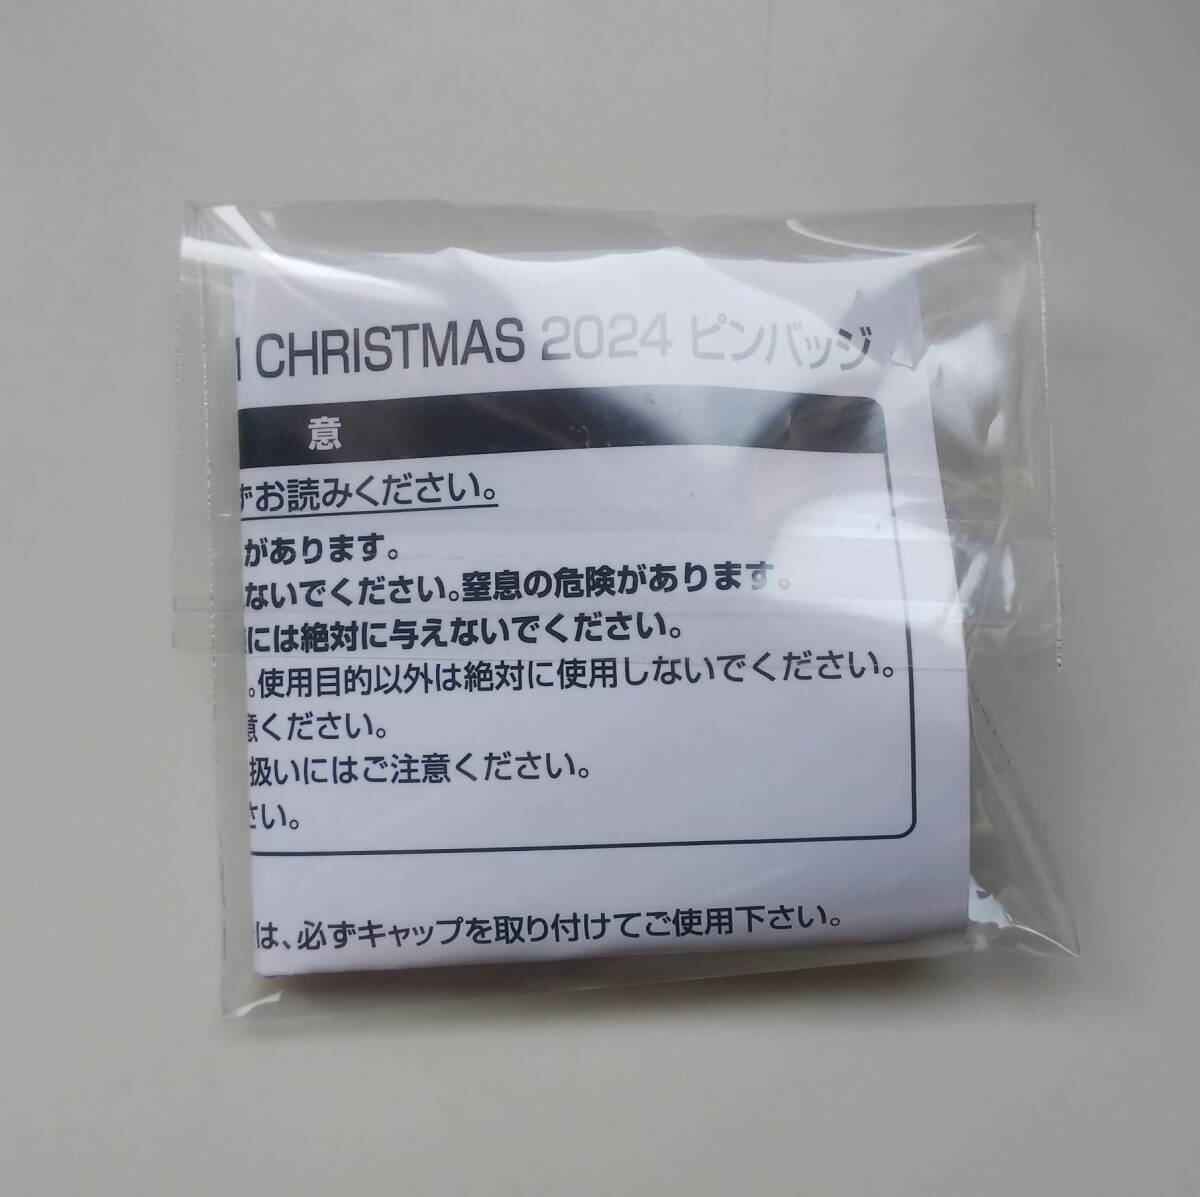 CHRISTMAS 2024 ピンバッジ
意
ずお読みください。
があります。
ないでください。窒息の危険があります。
には絶対に与えないでください。
。使用目的以外は絶対に使用しないでください。
意ください。
扱いにはご注意ください。
さい。
は、必ずキャップを取り付けてご使用下さい。